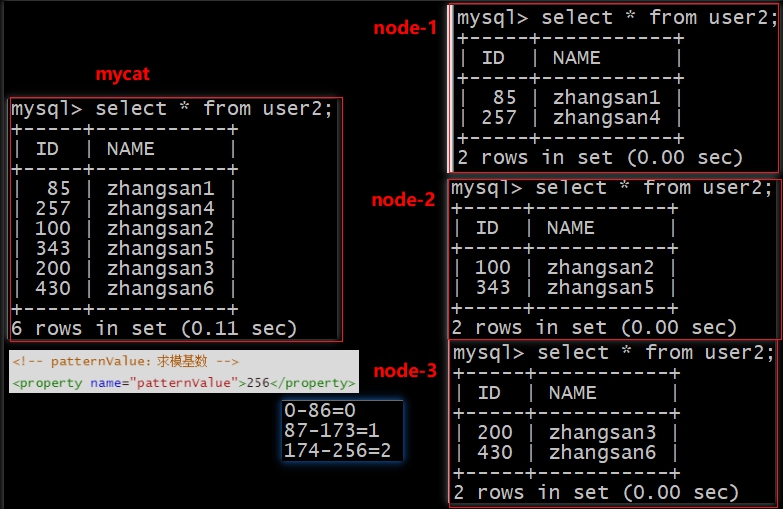 mycat
mysql> select * from user2;
+-----+-----------+
| ID  | NAME      |
+-----+-----------+
|  85 | zhangsan1 |
| 257 | zhangsan4 |
| 100 | zhangsan2 |
| 343 | zhangsan5 |
| 200 | zhangsan3 |
| 430 | zhangsan6 |
+-----+-----------+
6 rows in set (0.11 sec)
<!-- patternValue：求模基数 -->
<property name="patternValue">256</property>
0-86=0
87-173=1
174-256=2
node-1
mysql> select * from user2;
+-----+-----------+
| ID  | NAME      |
+-----+-----------+
|  85 | zhangsan1 |
| 257 | zhangsan4 |
+-----+-----------+
2 rows in set (0.00 sec)
node-2
mysql> select * from user2;
+-----+-----------+
| ID  | NAME      |
+-----+-----------+
| 100 | zhangsan2 |
| 343 | zhangsan5 |
+-----+-----------+
2 rows in set (0.00 sec)
node-3
mysql> select * from user2;
+-----+-----------+
| ID  | NAME      |
+-----+-----------+
| 200 | zhangsan3 |
| 430 | zhangsan6 |
+-----+-----------+
2 rows in set (0.00 sec)